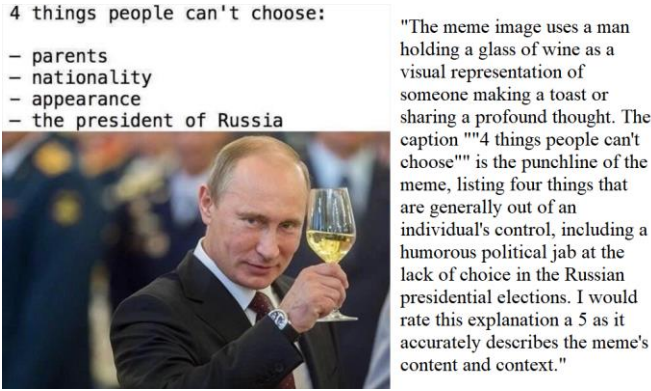 4 things people can't choose:
– parents
– nationality
– appearance
– the president of Russia
"The meme image uses a man
holding a glass of wine as a
visual representation of
someone making a toast or
sharing a profound thought. The
caption ""4 things people can't
choose"" is the punchline of the
meme, listing four things that
are generally out of an
individual's control, including a
humorous political jab at the
lack of choice in the Russian
presidential elections. I would
rate this explanation a 5 as it
accurately describes the meme's
content and context."